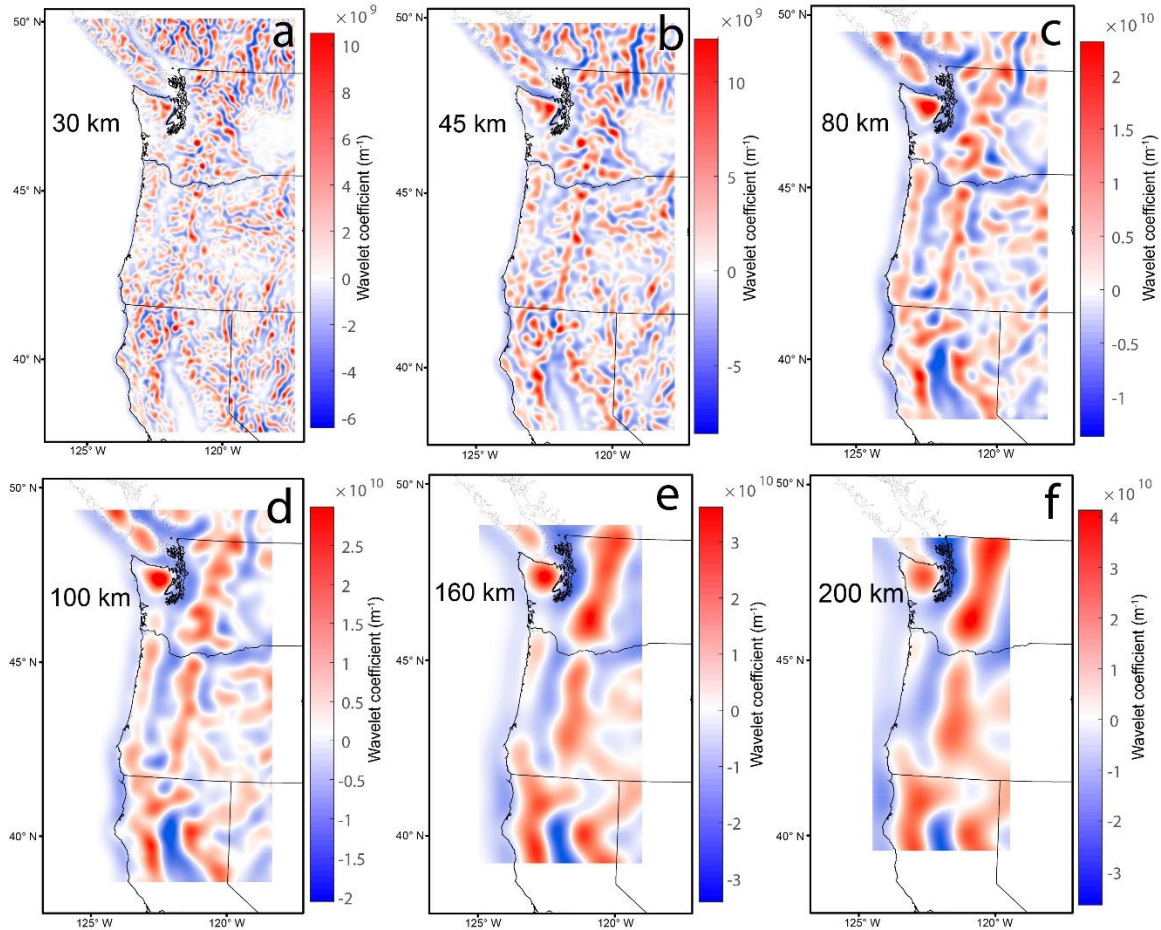 a
30 km
50° N
45° N
40° N
125° W
120° W
×10⁹
10
8
6
4
2
0
-2
-4
-6
Wavelet coefficient (m⁻¹)
b
45 km
50° N
45° N
40° N
125° W
120° W
×10⁹
10
5
0
-5
Wavelet coefficient (m⁻¹)
c
80 km
50° N
45° N
40° N
125° W
120° W
×10¹⁰
2
1.5
1
0.5
0
-0.5
-1
Wavelet coefficient (m⁻¹)
d
100 km
50° N
45° N
40° N
125° W
120° W
×10¹⁰
2.5
2
1.5
1
0.5
0
-0.5
-1
-1.5
-2
Wavelet coefficient (m⁻¹)
e
160 km
50° N
45° N
40° N
125° W
120° W
×10¹⁰
3
2
1
0
-1
-2
-3
Wavelet coefficient (m⁻¹)
f
200 km
50° N
45° N
40° N
125° W
120° W
×10¹⁰
4
3
2
1
0
-1
-2
-3
Wavelet coefficient (m⁻¹)